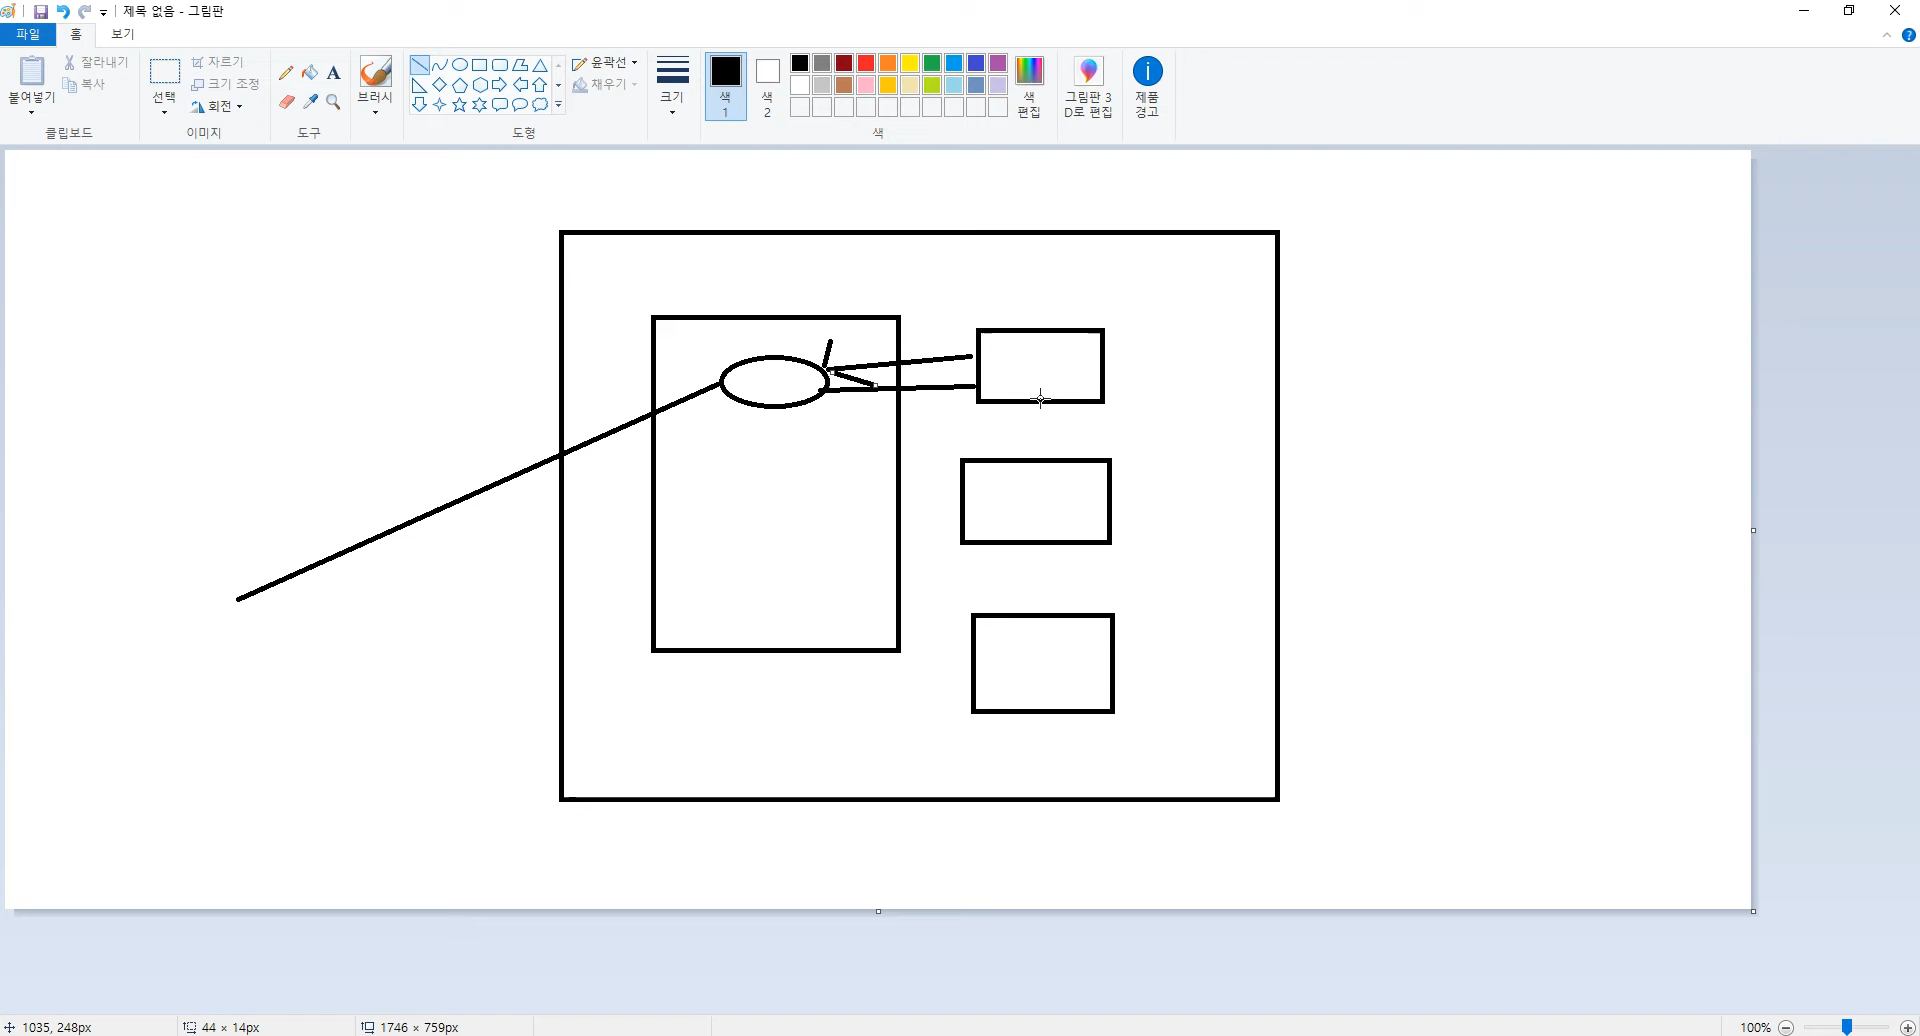 제목 없음 - 그림판
파일 홈 보기
붙여넣기
잘라내기
복사
클립보드
선택
자르기
크기 조정
회전
이미지
A
도구
브러시
윤곽선
채우기
도형
크기
색
1
색
2
색
편집
색
그림판 3
D로 편집
제품
경고
1035, 248px
44 × 14px
1746 × 759px
100%